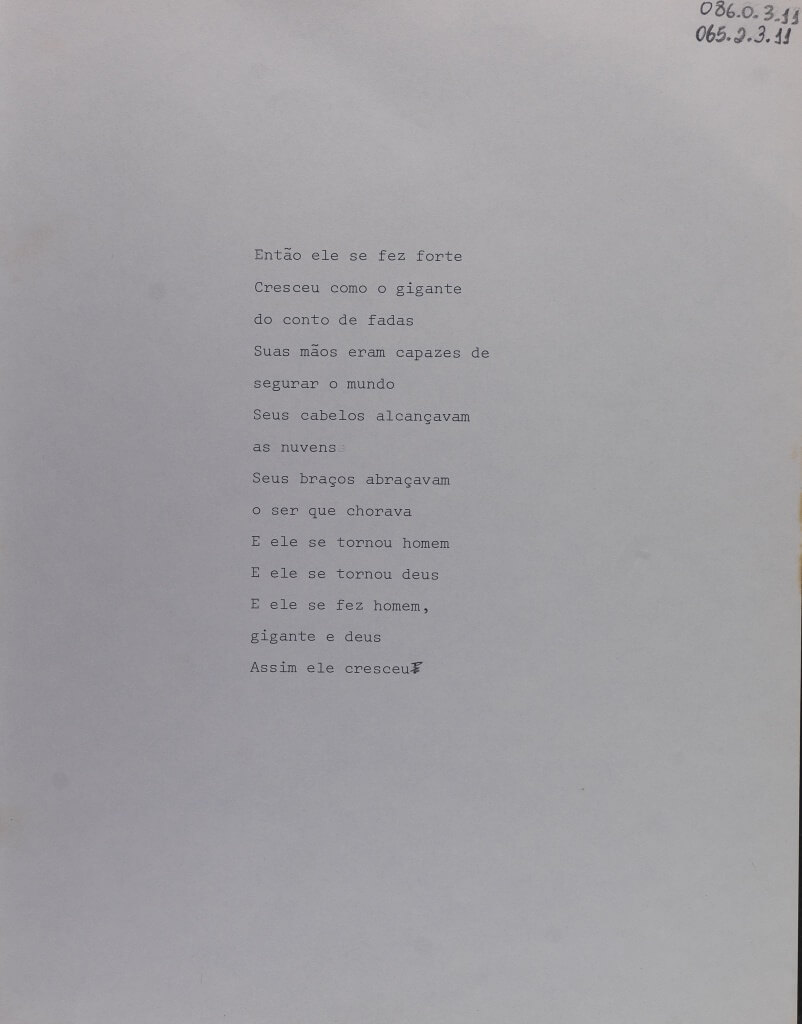 086.0.3.11
065.2.3.11
Então ele se fez forte
Cresceu como o gigante
do conto de fadas
Suas mãos eram capazes de
segurar o mundo
Seus cabelos alcançavam
as nuvens
Seus braços abraçavam
o ser que chorava
E ele se tornou homem
E ele se tornou deus
E ele se fez homem,
gigante e deus
Assim ele cresceu